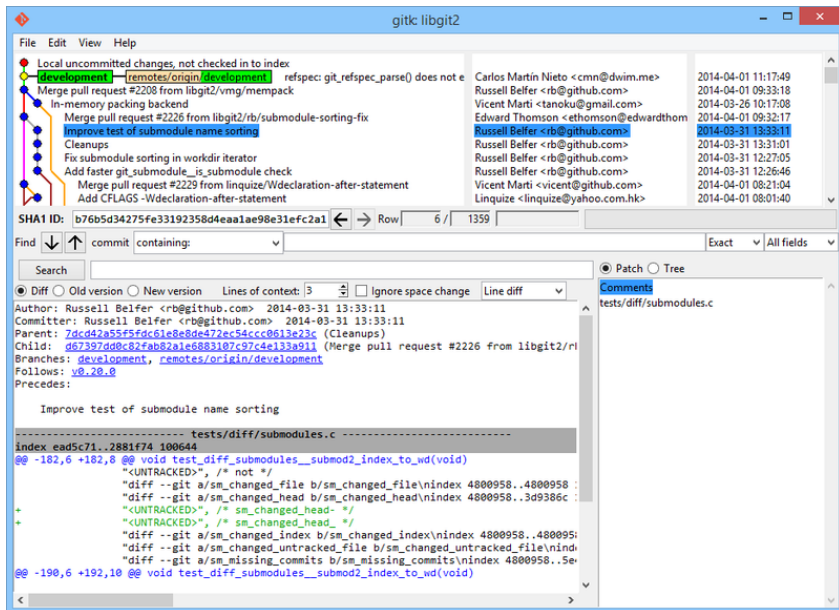 gitk: libgit2
File Edit View Help
Local uncommitted changes, not checked in to index
development remotes/origin/development refspec: git_refspec_parse() does not e Carlos Martín Nieto <cmn@dwim.me> 2014-04-01 11:17:49
Merge pull request #2208 from libgit2/vmg/mempack Russell Belfer <rb@github.com> 2014-04-01 09:33:18
In-memory packing backend Vicent Marti <tanoku@gmail.com> 2014-03-26 10:17:08
Merge pull request #2226 from libgit2/rb/submodule-sorting-fix Edward Thomson <ethomson@edwardthom 2014-04-01 09:32:17
Improve test of submodule name sorting Russell Belfer <rb@github.com> 2014-03-31 13:33:11
Cleanups Russell Belfer <rb@github.com> 2014-03-31 13:31:01
Fix submodule sorting in workdir iterator Russell Belfer <rb@github.com> 2014-03-31 12:27:05
Add faster git_submodule__is_submodule check Russell Belfer <rb@github.com> 2014-03-31 12:26:46
Merge pull request #2229 from linquize/Wdeclaration-after-statement Vicent Marti <vicent@github.com> 2014-04-01 08:21:04
Add CFLAGS -Wdeclaration-after-statement Linquize <linquize@yahoo.com.hk> 2014-04-01 08:01:40
SHA1 ID: b76b5d34275fe33192358d4eaa1ae98e31efc2a1 Row 6 / 1359
Find commit containing: Exact All fields
Search
Diff Old version New version Lines of context: 3 Ignore space change Line diff
Patch Tree
Comments
tests/diff/submodules.c
Author: Russell Belfer <rb@github.com> 2014-03-31 13:33:11
Committer: Russell Belfer <rb@github.com> 2014-03-31 13:33:11
Parent: 7dcd42a55f5fdc61e8e8de472ec54ccc0613e23c (Cleanups)
Child: d67397dd0c82fab82a1e6883107c97c4e133a911 (Merge pull request #2226 from libgit2/rl
Branches: development, remotes/origin/development
Follows: v0.20.0
Precedes:
Improve test of submodule name sorting
-------------------------- tests/diff/submodules.c --------------------------
index ead5c71..2881f74 100644
@@ -182,6 +182,8 @@ void test_diff_submodules__submod2_index_to_wd(void)
"<UNTRACKED>", /* not */
"diff --git a/sm_changed_file b/sm_changed_file\nindex 4800958..4800958
"diff --git a/sm_changed_head b/sm_changed_head\nindex 4800958..3d9386c
+ "<UNTRACKED>", /* sm_changed_head- */
+ "<UNTRACKED>", /* sm_changed_head_ */
"diff --git a/sm_changed_index b/sm_changed_index\nindex 4800958..480095
"diff --git a/sm_changed_untracked_file b/sm_changed_untracked_file\nind
"diff --git a/sm_missing_commits b/sm_missing_commits\nindex 4800958..5e
@@ -190,6 +192,10 @@ void test_diff_submodules__submod2_index_to_wd(void)